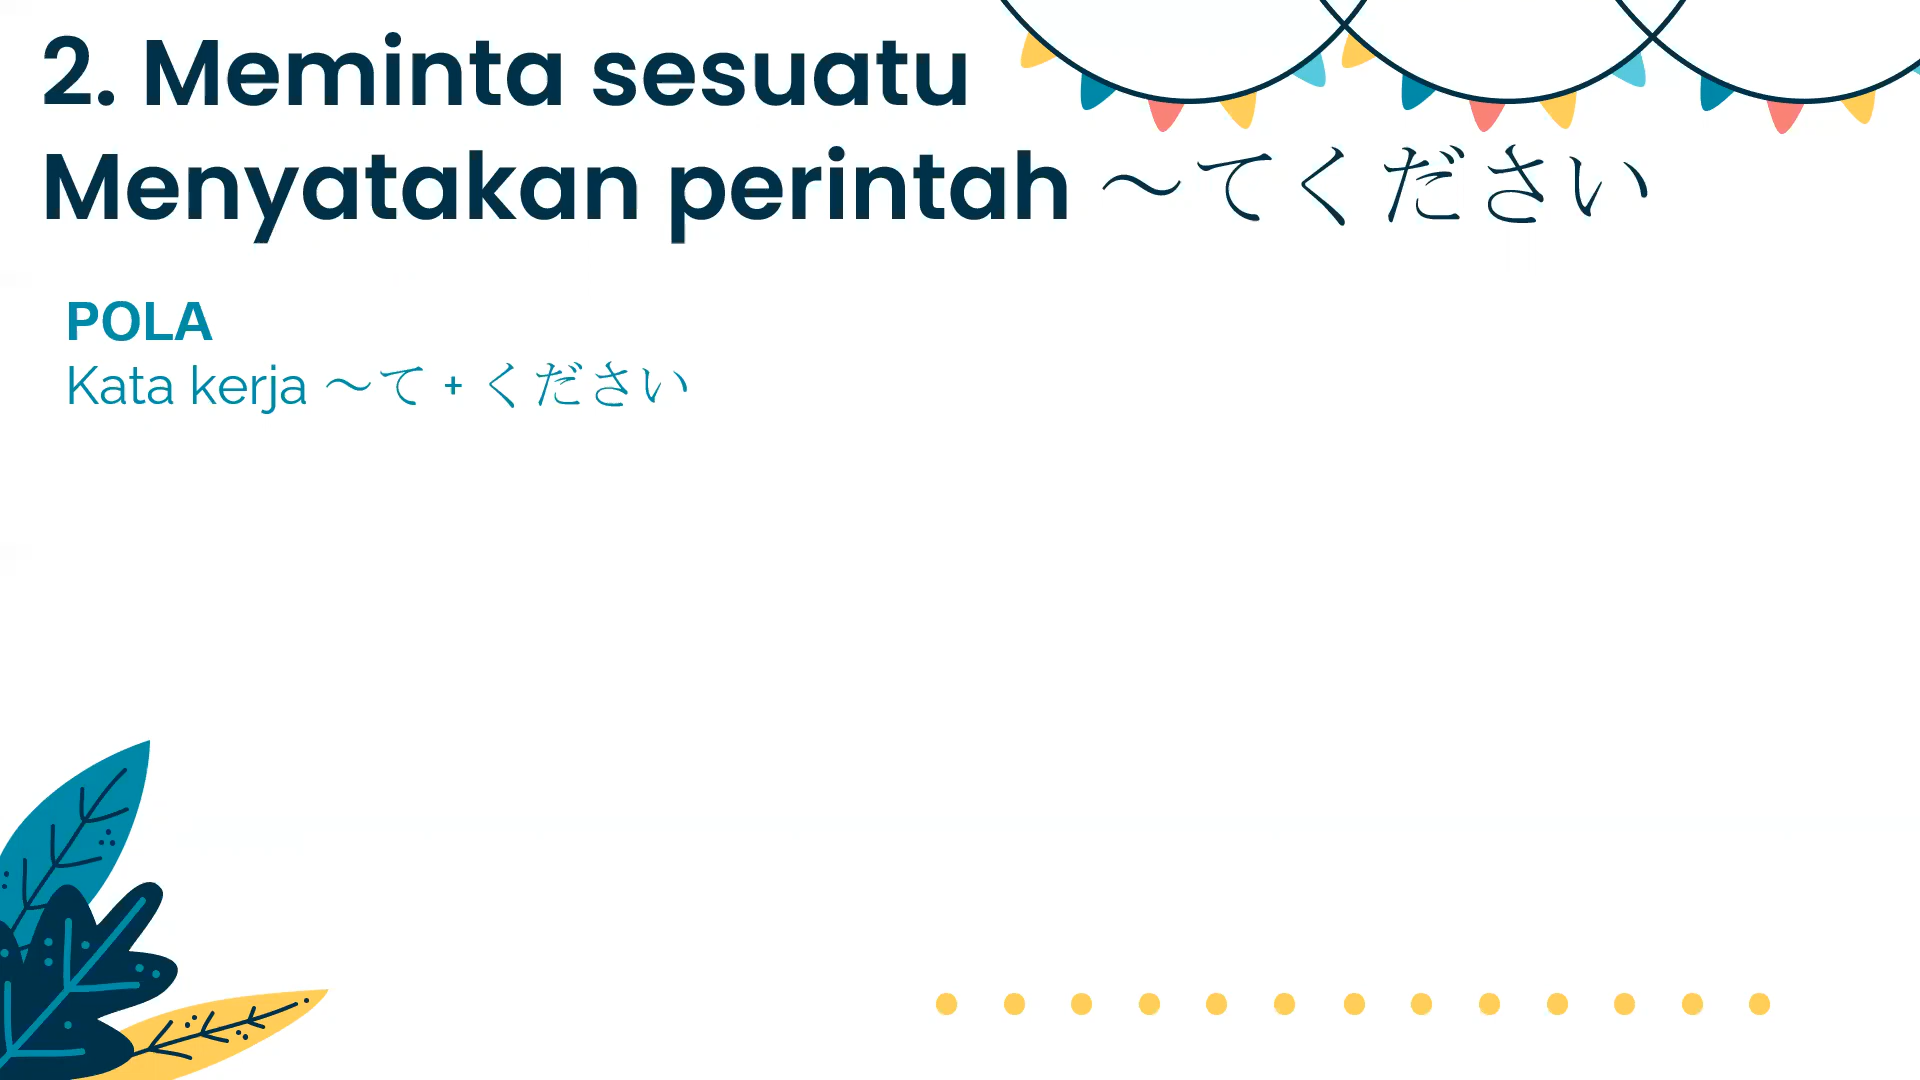 2. Meminta sesuatu
Menyatakan perintah ～てください
POLA
Kata kerja ～て + ください